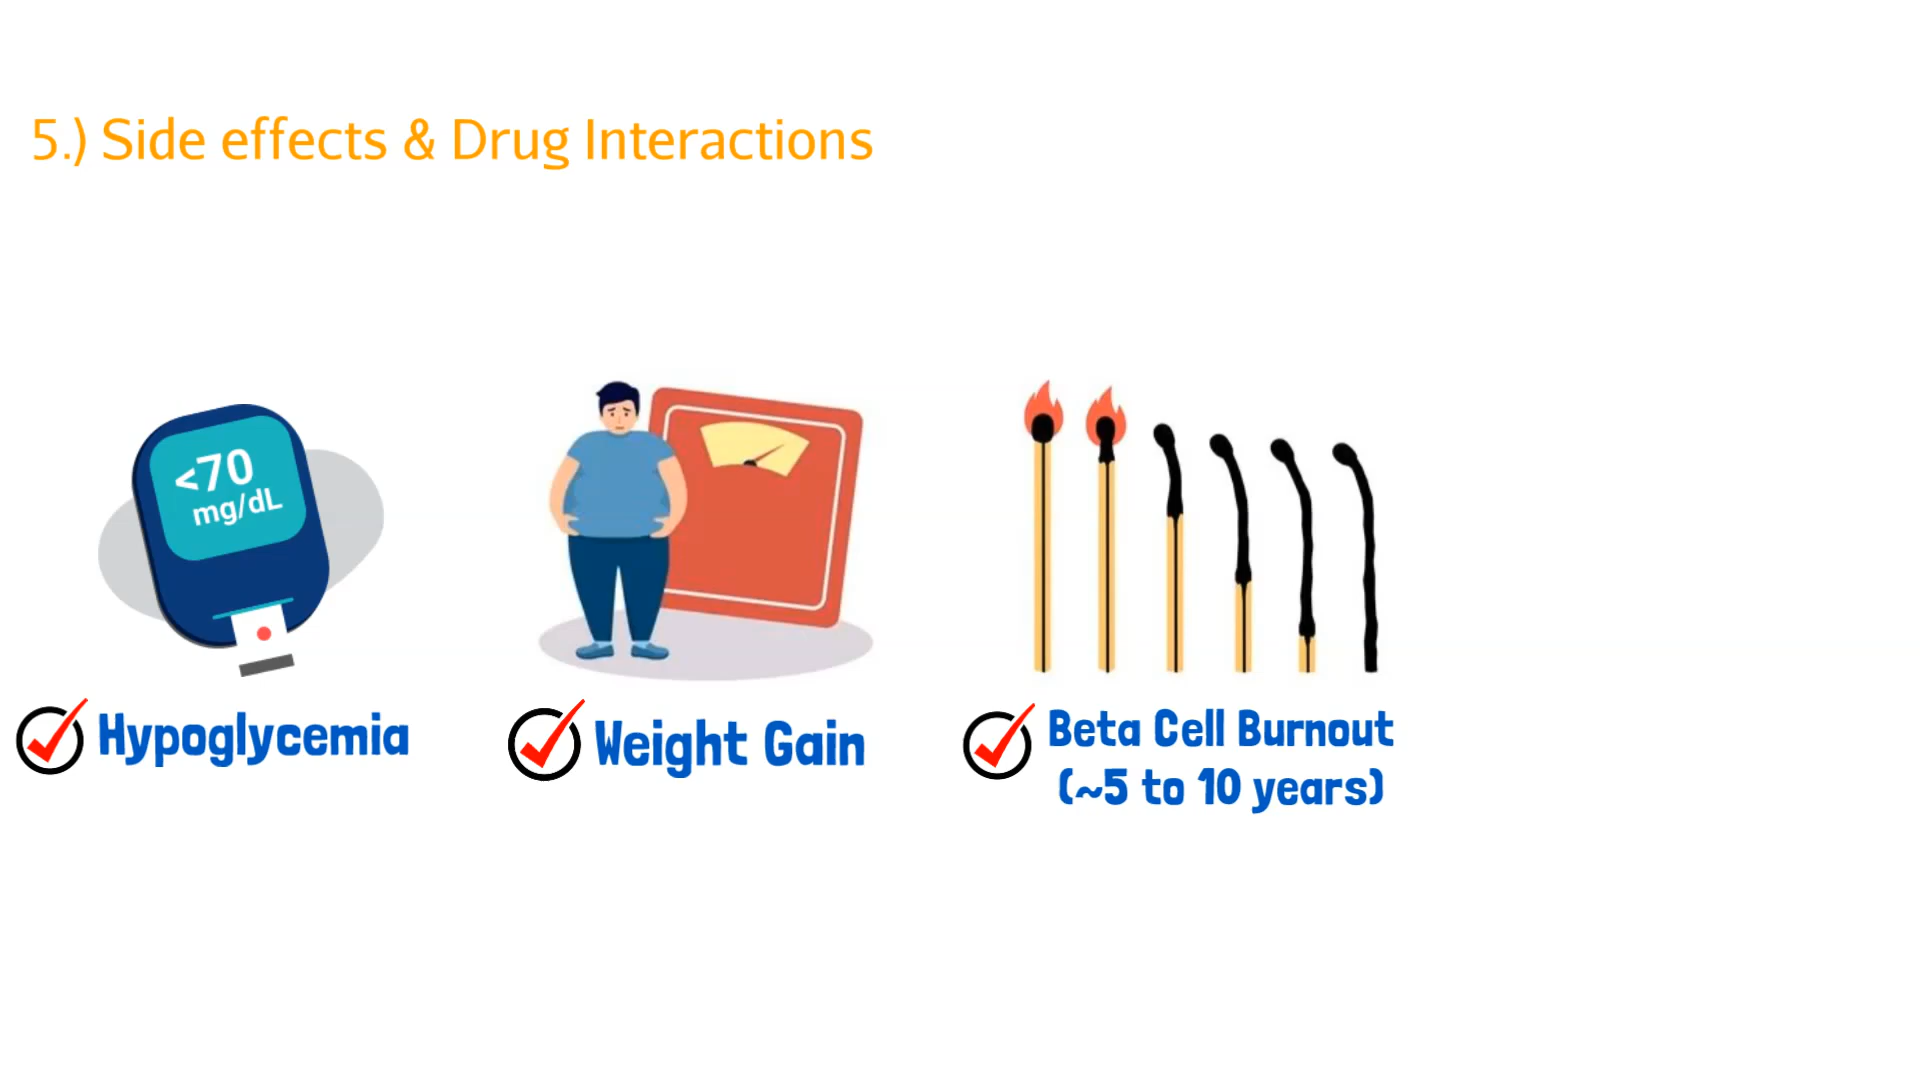 5.) Side effects & Drug Interactions
<70
mg/dL
Hypoglycemia
Weight Gain
Beta Cell Burnout
(~5 to 10 years)